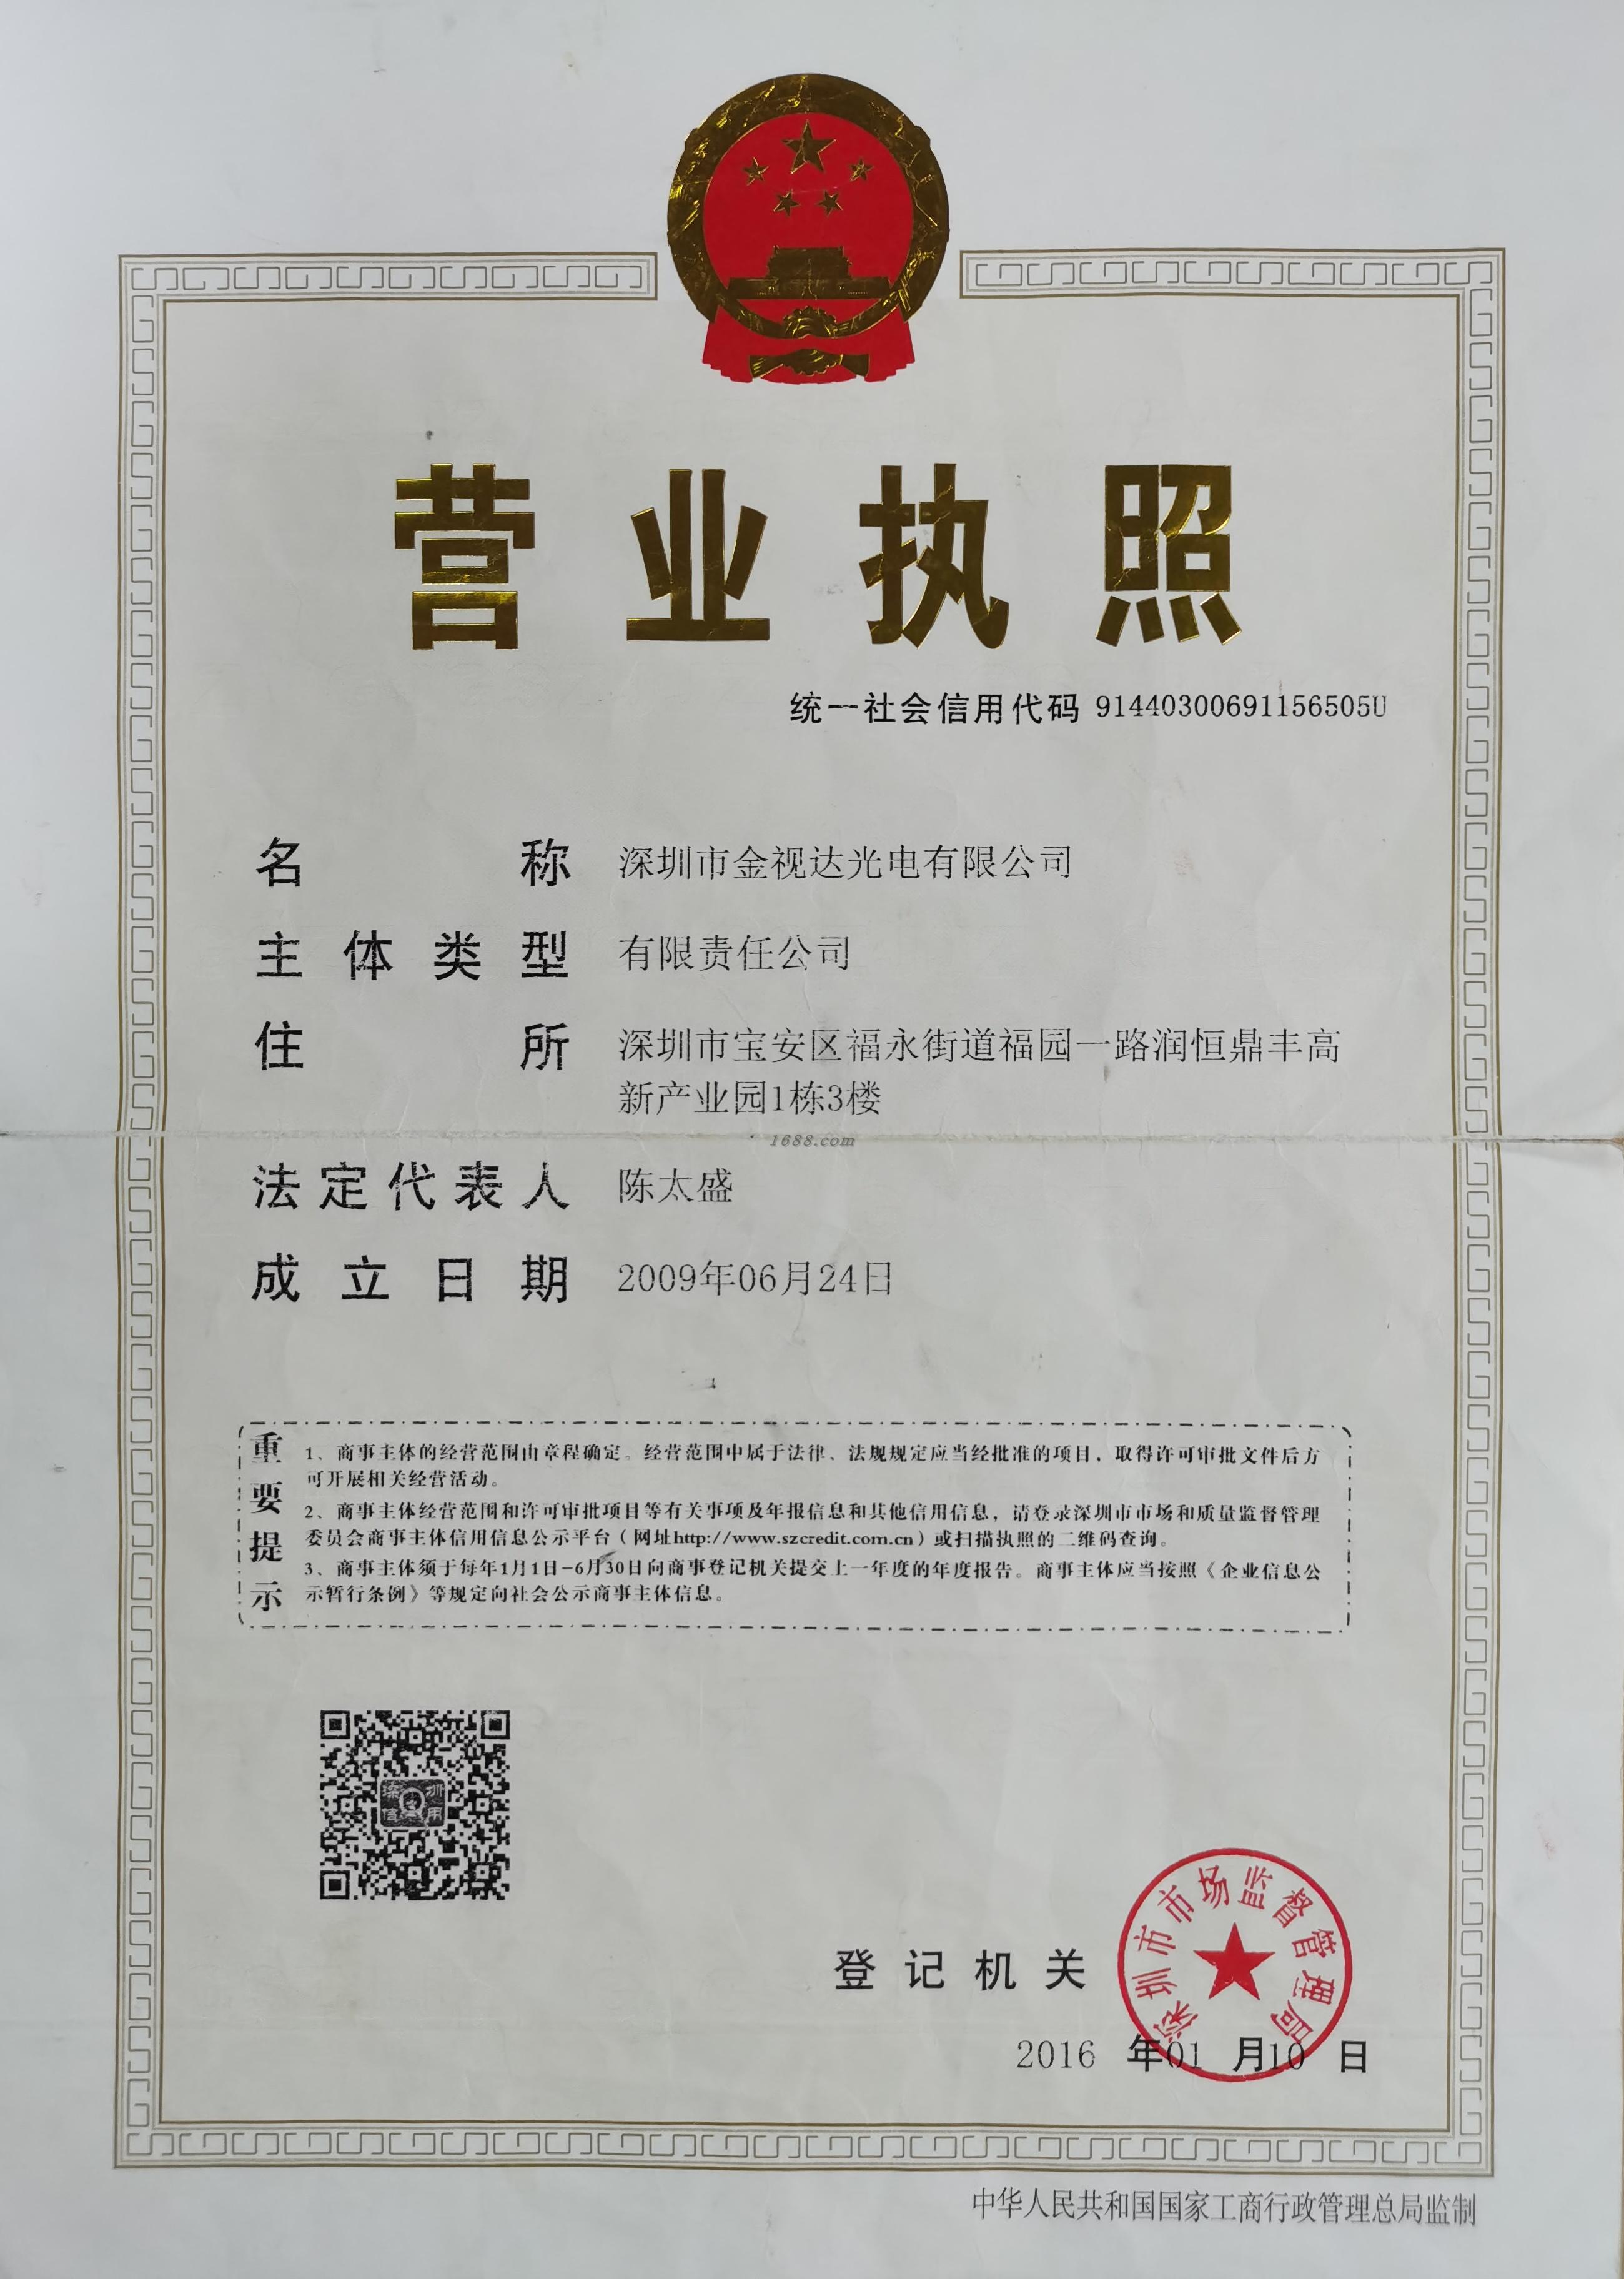 营业执照
统一社会信用代码 91440300691156505U
名称 深圳市金视达光电有限公司
主体类型 有限责任公司
住所 深圳市宝安区福永街道福园一路润恒鼎丰高
新产业园1栋3楼
1688.com
法定代表人 陈太盛
成立日期 2009年06月24日
重要提示
1、商事主体的经营范围由章程确定。经营范围中属于法律、法规规定应当经批准的项目，取得许可审批文件后方
可开展相关经营活动。
2、商事主体经营范围和许可审批项目等有关事项及年报信息和其他信用信息，请登录深圳市市场和质量监督管理
委员会商事主体信用信息公示平台（网址http://www.szcredit.com.cn）或扫描执照的二维码查询。
3、商事主体须于每年1月1日-6月30日向商事登记机关提交上一年度的年度报告。商事主体应当按照《企业信息公
示暂行条例》等规定向社会公示商事主体信息。
深圳信用
登记机关
深圳市市场监督管理局
2016 年01 月10 日
中华人民共和国国家工商行政管理总局监制